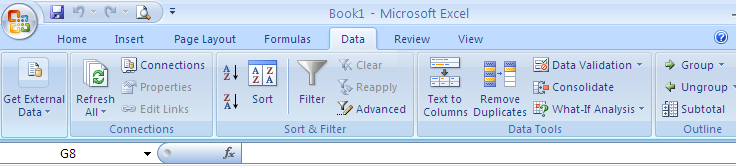 Book1 - Microsoft Excel
Home Insert Page Layout Formulas Data Review View
Get External Data
Refresh All
Connections
Properties
Edit Links
Connections
A Z
Z A
Sort
Filter
Clear
Reapply
Advanced
Sort & Filter
Text to Columns
Remove Duplicates
Data Validation
Consolidate
What-If Analysis
Data Tools
Group
Ungroup
Subtotal
Outline
G8 fx